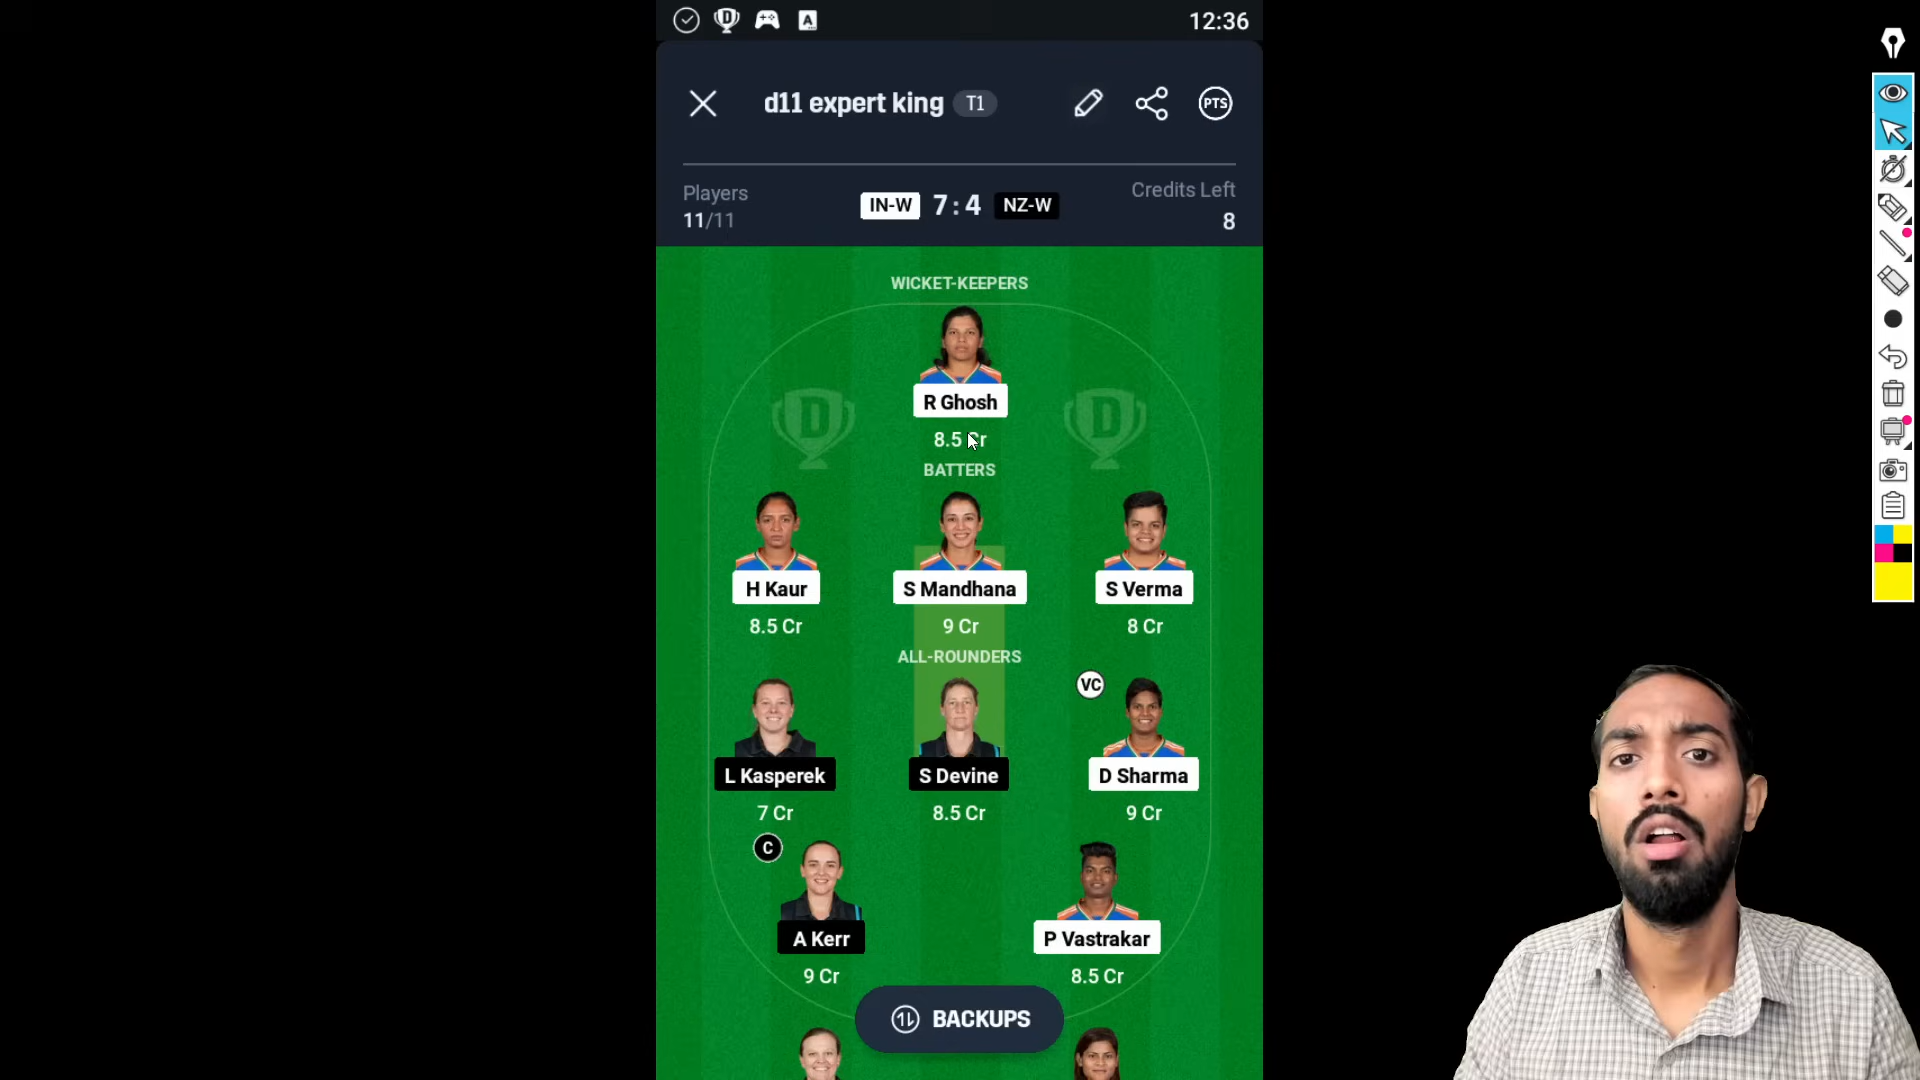 12:36
d11 expert king T1
PTS
Players
11/11
IN-W 7 : 4 NZ-W
Credits Left
8
WICKET-KEEPERS
R Ghosh
8.5 Cr
BATTERS
H Kaur
8.5 Cr
S Mandhana
9 Cr
S Verma
8 Cr
ALL-ROUNDERS
L Kasperek
7 Cr
S Devine
8.5 Cr
VC
D Sharma
9 Cr
C
A Kerr
9 Cr
P Vastrakar
8.5 Cr
BACKUPS